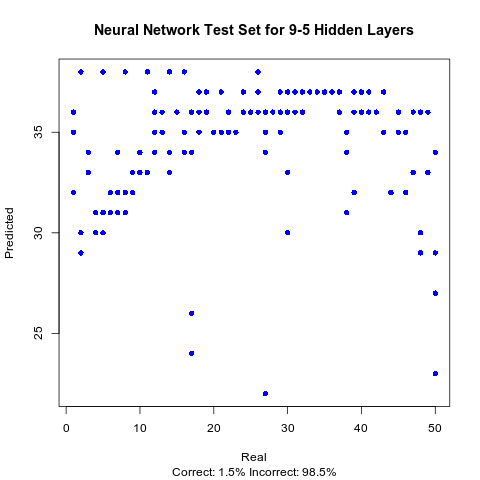 Neural Network Test Set for 9-5 Hidden Layers
Predicted
35
30
25
0 10 20 30 40 50
Real
Correct: 1.5% Incorrect: 98.5%